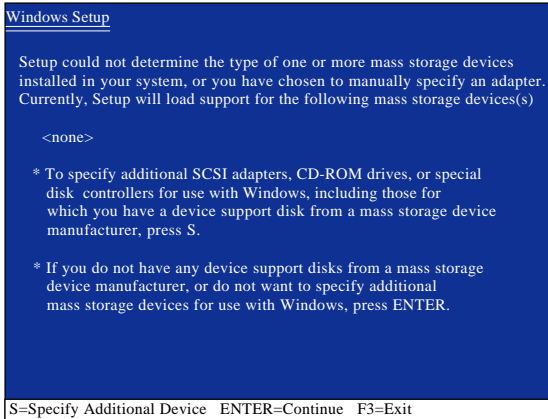 Windows Setup
Setup could not determine the type of one or more mass storage devices
installed in your system, or you have chosen to manually specify an adapter.
Currently, Setup will load support for the following mass storage devices(s)
<none>
* To specify additional SCSI adapters, CD-ROM drives, or special
disk controllers for use with Windows, including those for
which you have a device support disk from a mass storage device
manufacturer, press S.
* If you do not have any device support disks from a mass storage
device manufacturer, or do not want to specify additional
mass storage devices for use with Windows, press ENTER.
S=Specify Additional Device ENTER=Continue F3=Exit